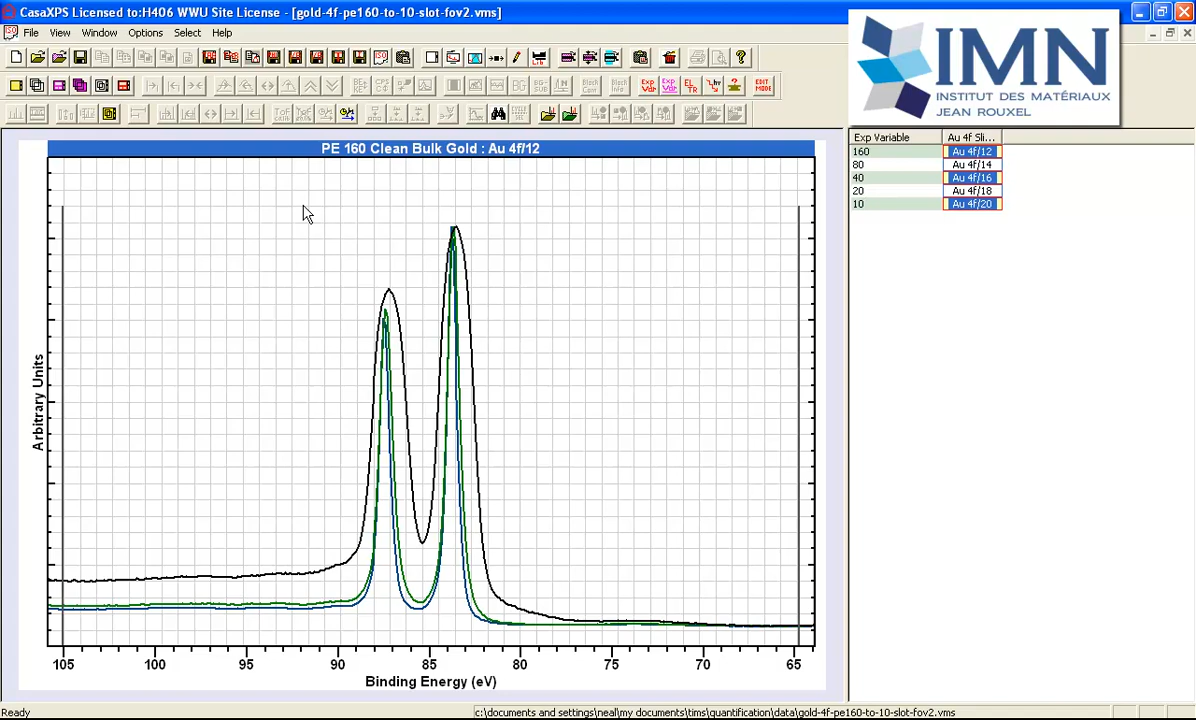 CasaXPS Licensed to:H406 WWU Site License - [gold-4f-pe160-to-10-slot-fov2.vms]
File View Window Options Select Help
IMN
INSTITUT DES MATÉRIAUX
JEAN ROUXEL
Exp Variable Au 4f Sli...
160 Au 4f/12
80 Au 4f/14
40 Au 4f/16
20 Au 4f/18
10 Au 4f/20
PE 160 Clean Bulk Gold : Au 4f/12
Arbitrary Units
105 100 95 90 85 80 75 70 65
Binding Energy (eV)
Ready c:\documents and settings\neal\my documents\tims\quantification\data\gold-4f-pe160-to-10-slot-fov2.vms